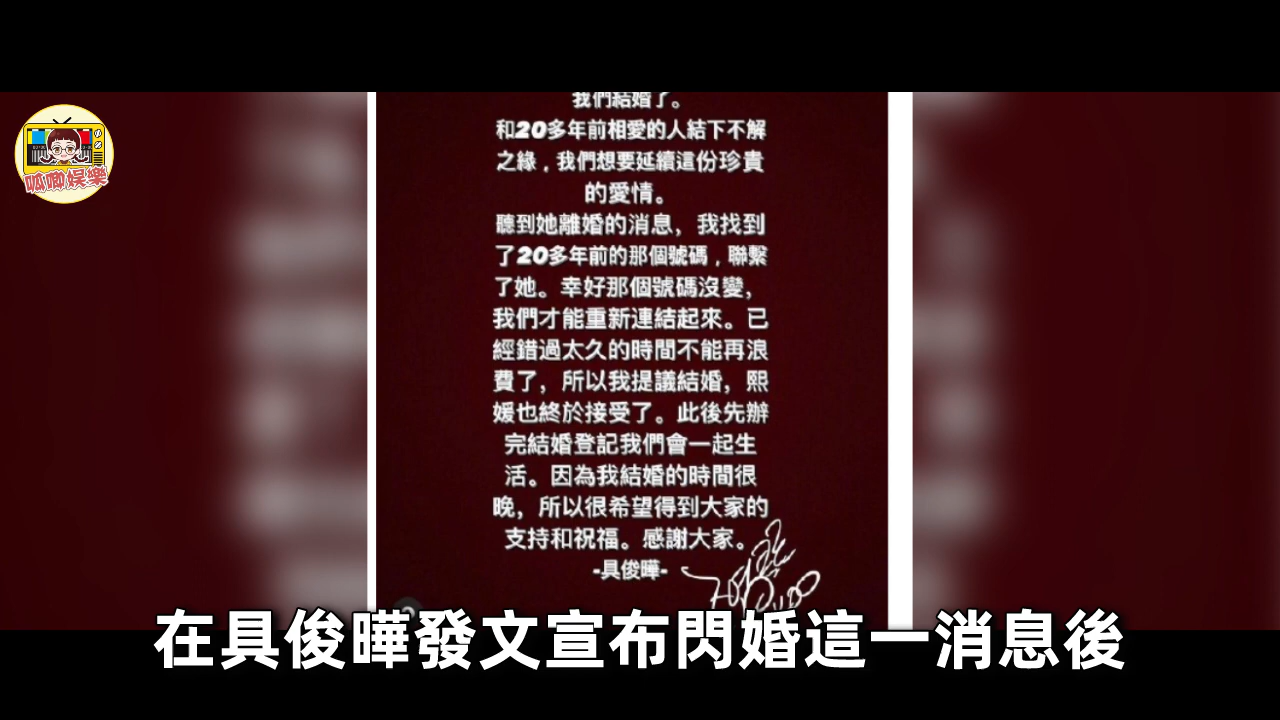 呱唧娛樂
我們結婚了。
和20多年前相愛的人結下不解
之緣，我們想要延續這份珍貴
的愛情。
聽到她離婚的消息，我找到
了20多年前的那個號碼，聯繫
了她。幸好那個號碼沒變，
我們才能重新連結起來。已
經錯過太久的時間不能再浪
費了，所以我提議結婚，熙
媛也終於接受了。此後先辦
完結婚登記我們會一起生
活。因為我結婚的時間很
晚，所以很希望得到大家的
支持和祝福。感謝大家。
-具俊曄-
在具俊曄發文宣布閃婚這一消息後